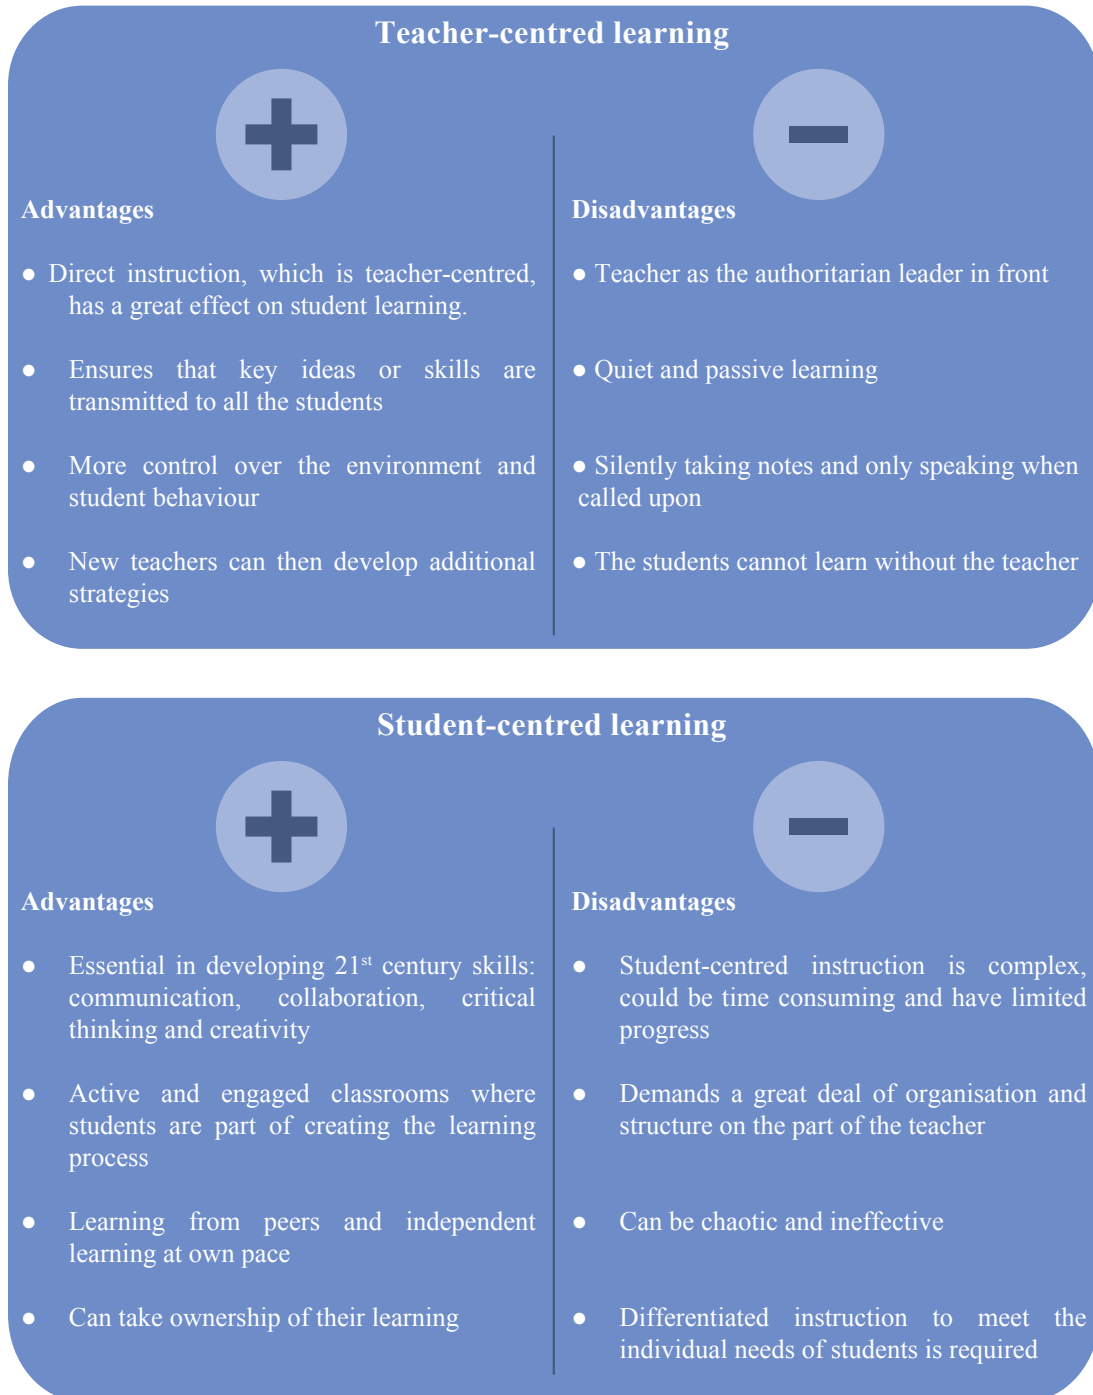 Teacher-centred learning
Advantages
● Direct instruction, which is teacher-centred,
has a great effect on student learning.
● Ensures that key ideas or skills are
transmitted to all the students
● More control over the environment and
student behaviour
● New teachers can then develop additional
strategies
Disadvantages
● Teacher as the authoritarian leader in front
● Quiet and passive learning
● Silently taking notes and only speaking when
called upon
● The students cannot learn without the teacher
Student-centred learning
Advantages
● Essential in developing 21st century skills:
communication, collaboration, critical
thinking and creativity
● Active and engaged classrooms where
students are part of creating the learning
process
● Learning from peers and independent
learning at own pace
● Can take ownership of their learning
Disadvantages
● Student-centred instruction is complex,
could be time consuming and have limited
progress
● Demands a great deal of organisation and
structure on the part of the teacher
● Can be chaotic and ineffective
● Differentiated instruction to meet the
individual needs of students is required